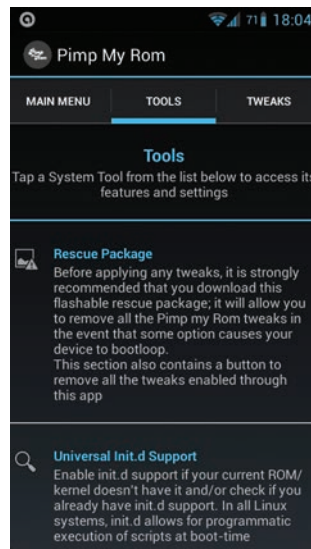 71 18:04
Pimp My Rom
MAIN MENU TOOLS TWEAKS
Tools
Tap a System Tool from the list below to access its
features and settings
Rescue Package
Before applying any tweaks, it is strongly
recommended that you download this
flashable rescue package; it will allow you
to remove all the Pimp my Rom tweaks in
the event that some option causes your
device to bootloop.
This section also contains a button to
remove all the tweaks enabled through
this app
Universal Init.d Support
Enable init.d support if your current ROM/
kernel doesn't have it and/or check if you
already have init.d support. In all Linux
systems, init.d allows for programmatic
execution of scripts at boot-time